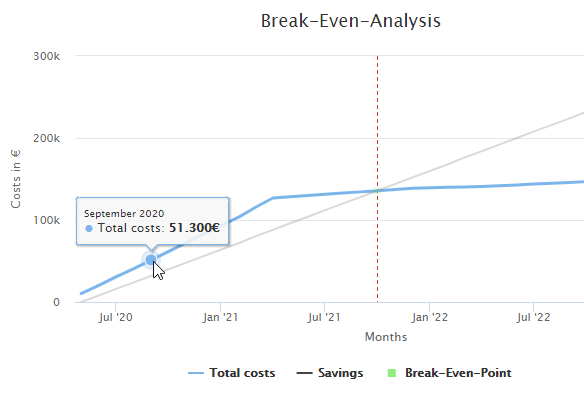 Break-Even-Analysis
300k
200k
100k
0
Costs in €
September 2020
Total costs: 51.300€
Jul '20
Jan '21
Jul '21
Jan '22
Jul '22
Months
Total costs
Savings
Break-Even-Point